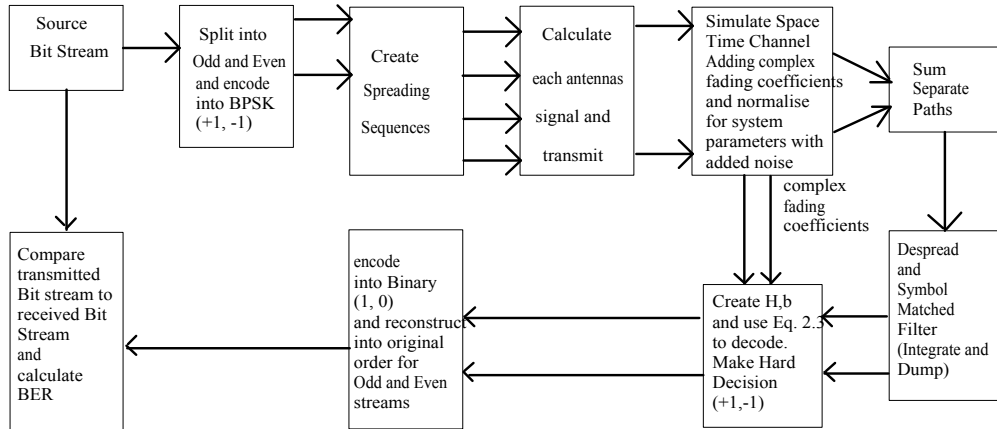 Source
Bit Stream
Split into
Odd and Even
and encode
into BPSK
(+1, -1)
Create
Spreading
Sequences
Calculate
each antennas
signal and
transmit
Simulate Space
Time Channel
Adding complex
fading coefficients
and normalise
for system
parameters with
added noise
Sum
Separate
Paths
complex
fading
coefficients
Compare
transmitted
Bit stream to
received Bit
Stream
and
calculate
BER
encode
into Binary
(1, 0)
and reconstruct
into original
order for
Odd and Even
streams
Create H,b
and use Eq. 2.3
to decode.
Make Hard
Decision
(+1,-1)
Despread
and
Symbol
Matched
Filter
(Integrate and
Dump)